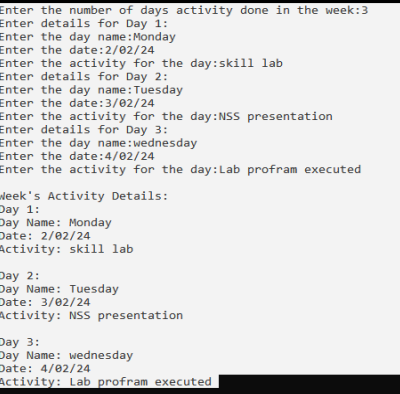 Enter the number of days activity done in the week:3
Enter details for Day 1:
Enter the day name:Monday
Enter the date:2/02/24
Enter the activity for the day:skill lab
Enter details for Day 2:
Enter the day name:Tuesday
Enter the date:3/02/24
Enter the activity for the day:NSS presentation
Enter details for Day 3:
Enter the day name:wednesday
Enter the date:4/02/24
Enter the activity for the day:Lab profram executed
Week's Activity Details:
Day 1:
Day Name: Monday
Date: 2/02/24
Activity: skill lab
Day 2:
Day Name: Tuesday
Date: 3/02/24
Activity: NSS presentation
Day 3:
Day Name: wednesday
Date: 4/02/24
Activity: Lab profram executed